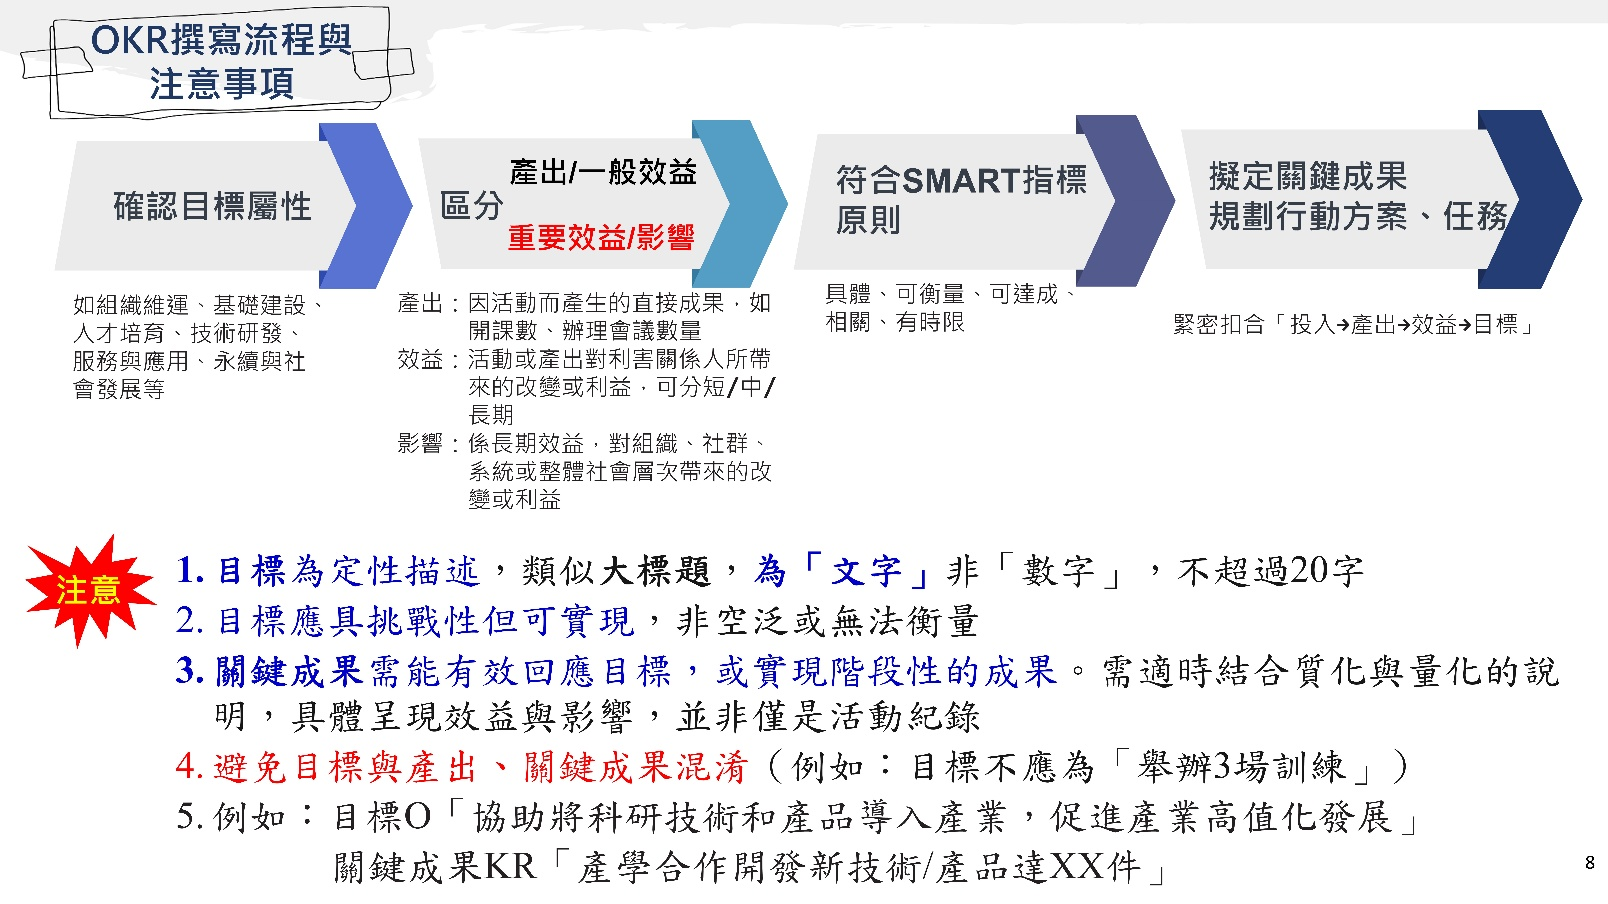 OKR撰寫流程與
注意事項
確認目標屬性
如組織維運、基礎建設、
人才培育、技術研發、
服務與應用、永續與社
會發展等
區分
產出/一般效益
重要效益/影響
產出：因活動而產生的直接成果，如
開課數、辦理會議數量
效益：活動或產出對利害關係人所帶
來的改變或利益，可分短/中/
長期
影響：係長期效益，對組織、社群、
系統或整體社會層次帶來的改
變或利益
符合SMART指標
原則
具體、可衡量、可達成、
相關、有時限
擬定關鍵成果
規劃行動方案、任務
緊密扣合「投入→產出→效益→目標」
注意
1. 目標為定性描述，類似大標題，為「文字」非「數字」，不超過20字
2. 目標應具挑戰性但可實現，非空泛或無法衡量
3. 關鍵成果需能有效回應目標，或實現階段性的成果。需適時結合質化與量化的說
明，具體呈現效益與影響，並非僅是活動紀錄
4. 避免目標與產出、關鍵成果混淆（例如：目標不應為「舉辦3場訓練」）
5. 例如：目標O「協助將科研技術和產品導入產業，促進產業高值化發展」
關鍵成果KR「產學合作開發新技術/產品達XX件」
8